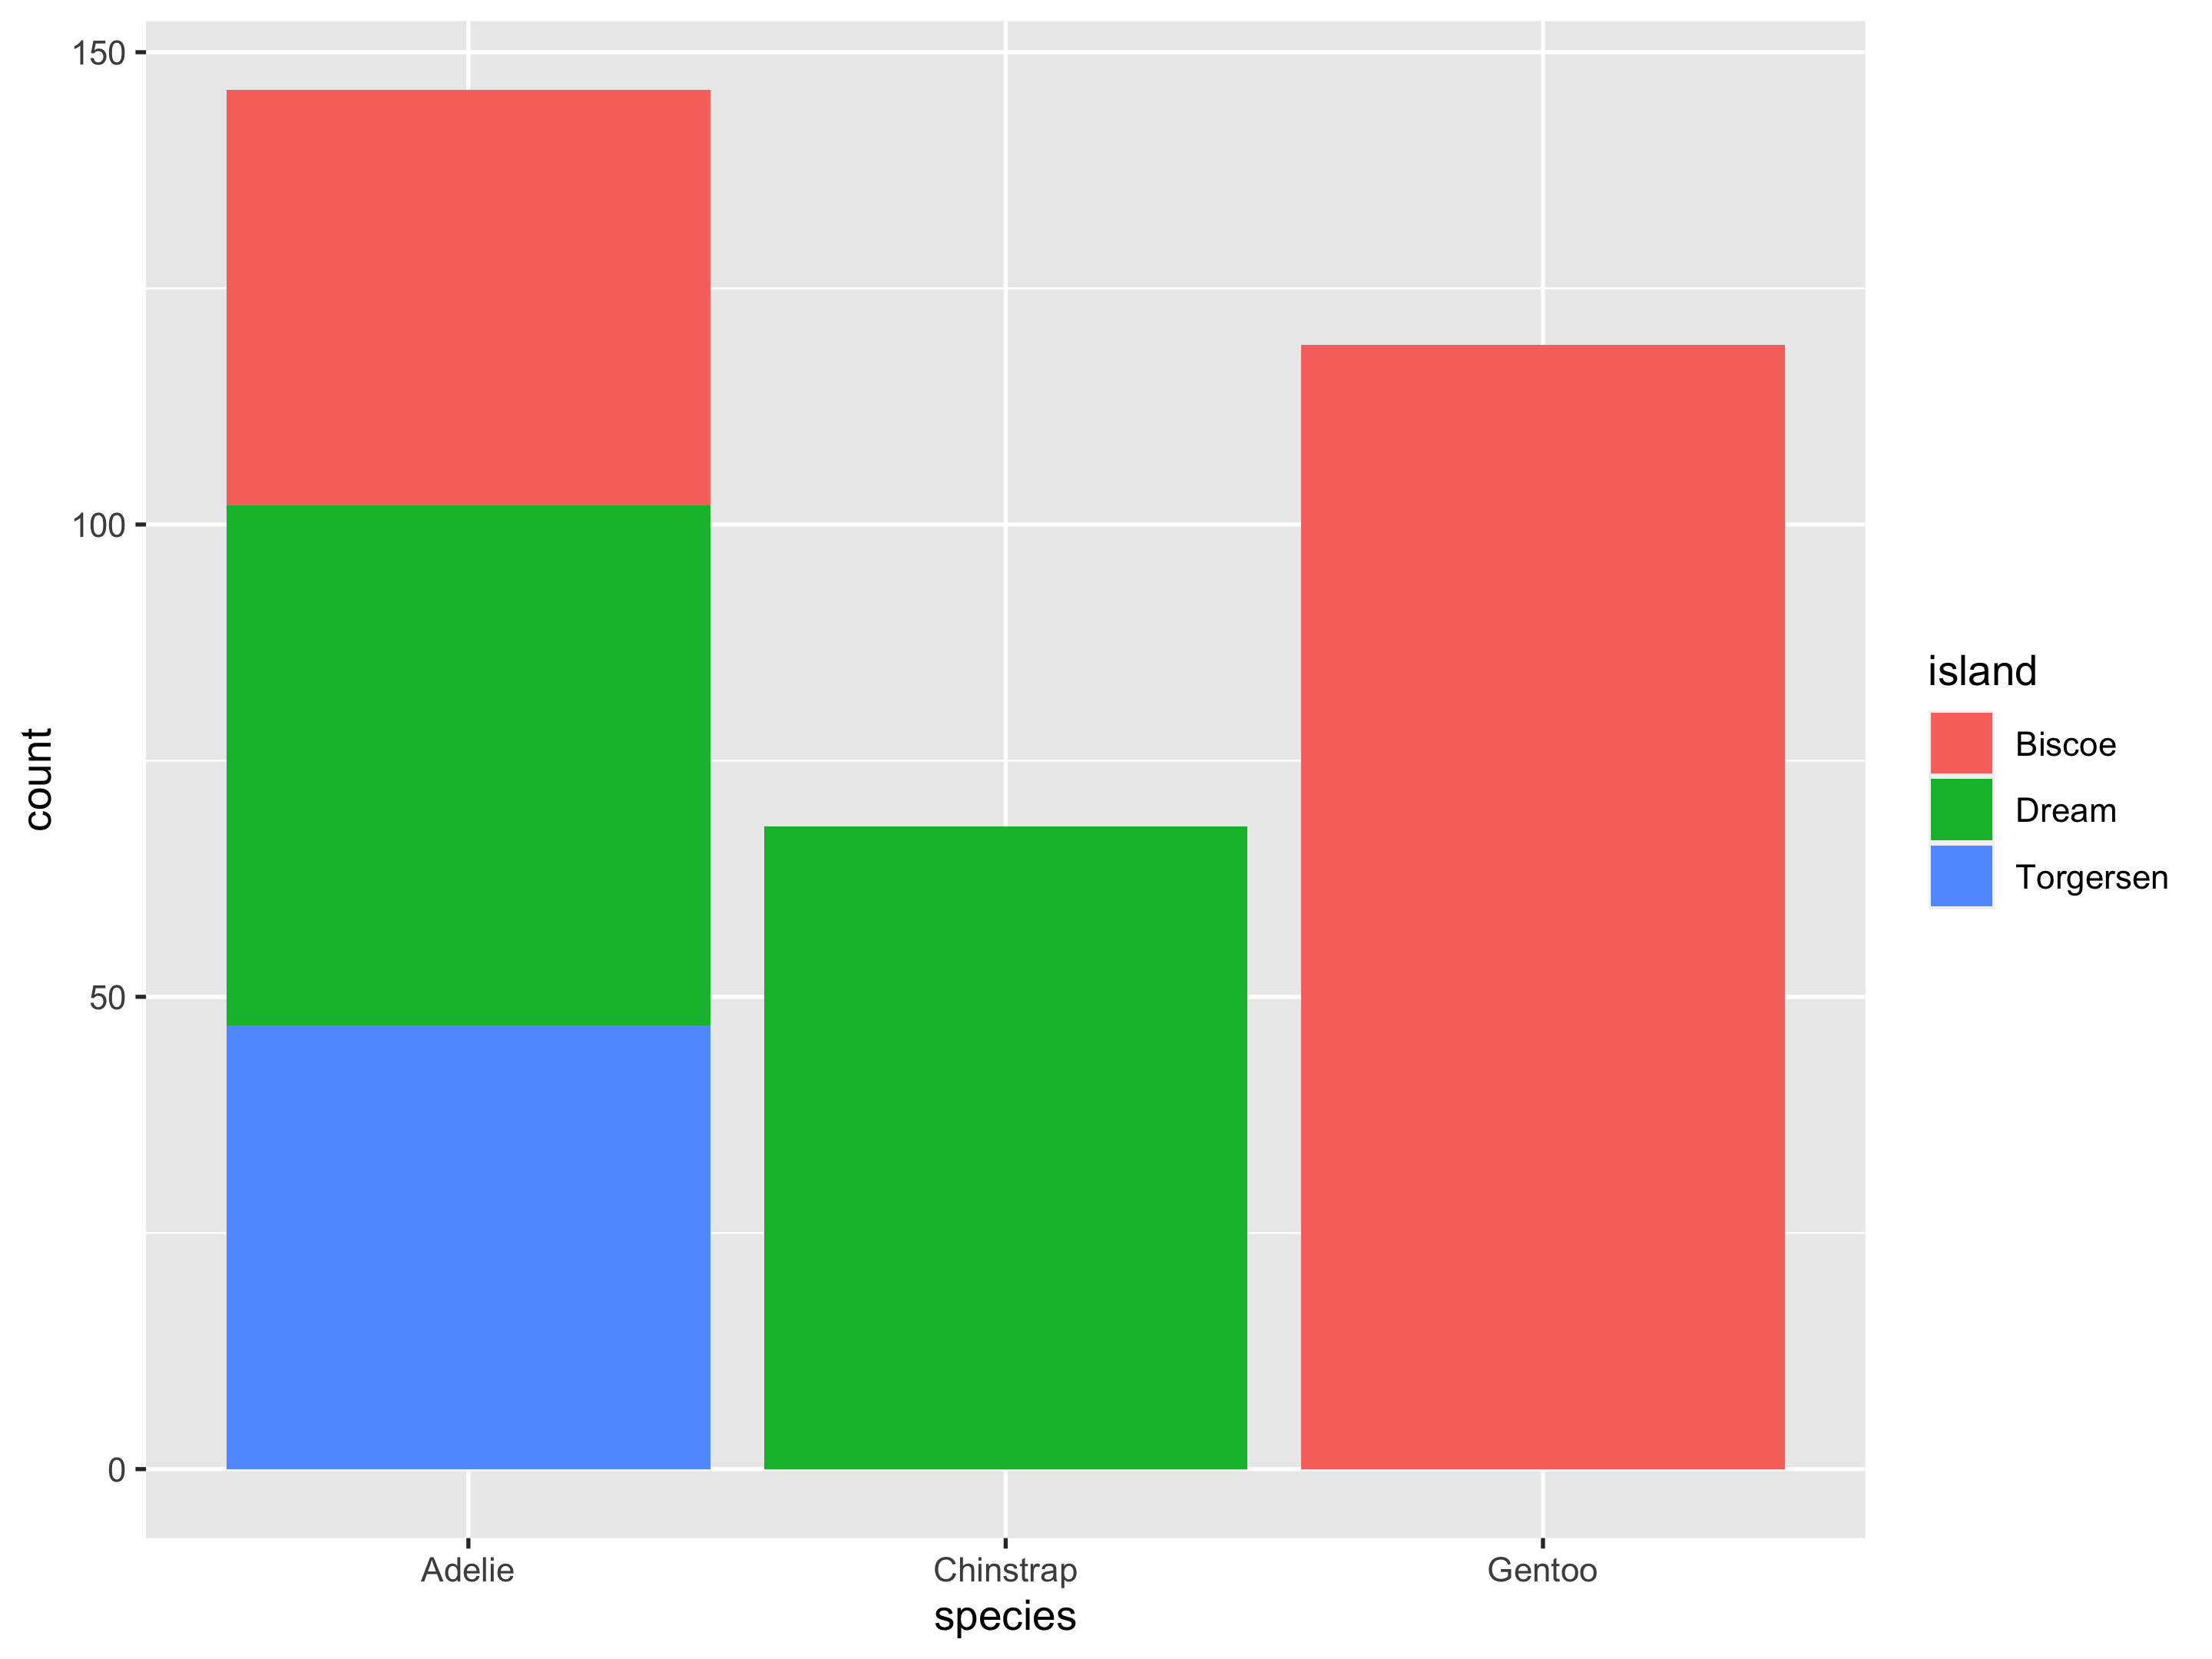 count
150
100
50
0
Adelie
Chinstrap
Gentoo
species
island
Biscoe
Dream
Torgersen